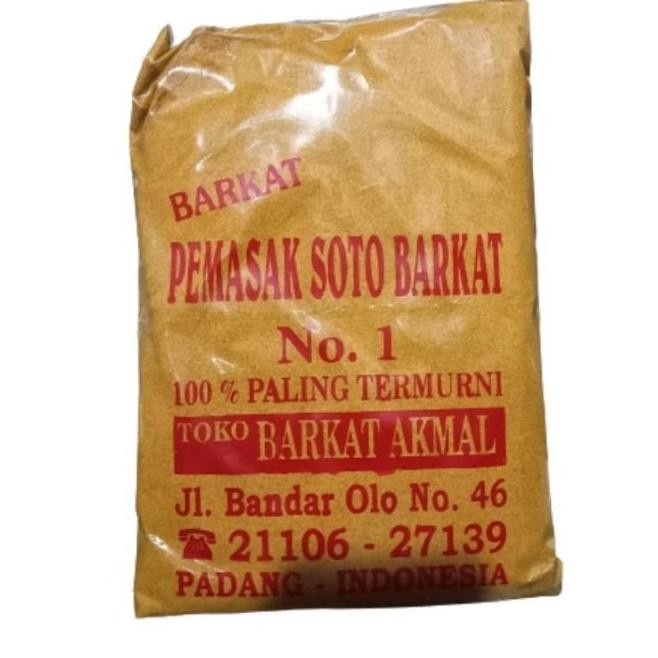 BARKAT
PEMASAK SOTO BARKAT
No. 1
100 % PALING TERMURNI
TOKO BARKAT AKMAL
Jl. Bandar Olo No. 46
☎ 21106 - 27139
PADANG - INDONESIA